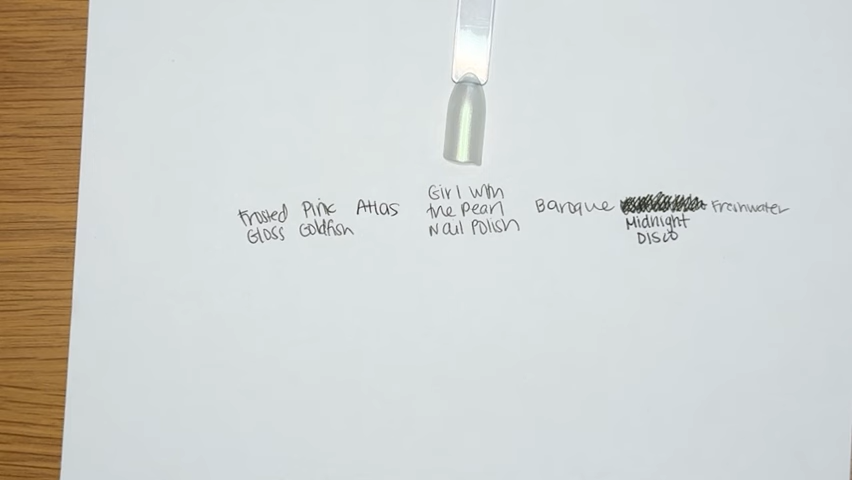 Frosted Gloss
Pink Goldfish
Atlas
Girl with
the Pearl
Nail Polish
Baroque
Midnight
Disco
Freshwater